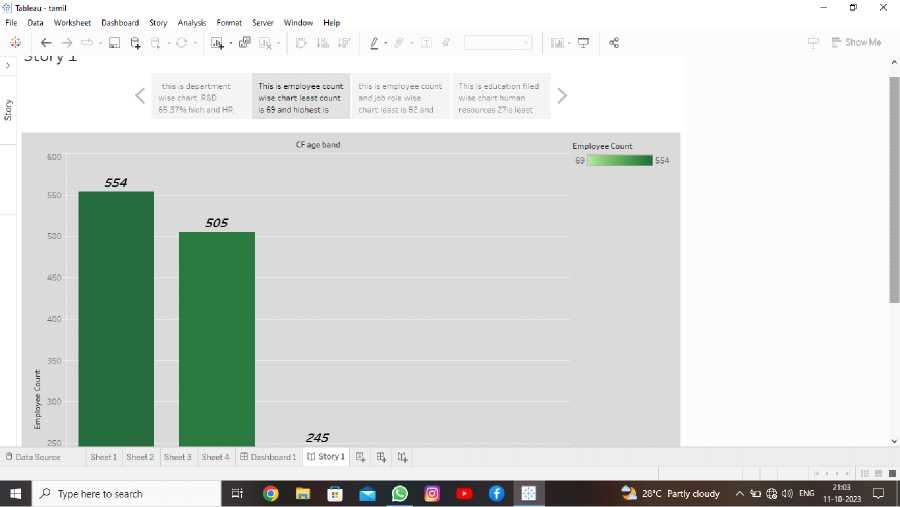 Tableau - tamil
File Data Worksheet Dashboard Story Analysis Format Server Window Help
Show Me
Story 1
Story
this is department
wise chart R&D
65.37% high and HR
This is employee count
wise chart least count
is 69 and highest is
this is employee count
and job role wise
chart least is 52 and
This is education filed
wise chart human
resources 27is least
CF age band
Employee Count
69 554
600
550
500
450
400
350
300
250
Employee Count
554
505
245
Data Source Sheet 1 Sheet 2 Sheet 3 Sheet 4 Dashboard 1 Story 1
Type here to search
28°C Partly cloudy
ENG
21:03
11-10-2023